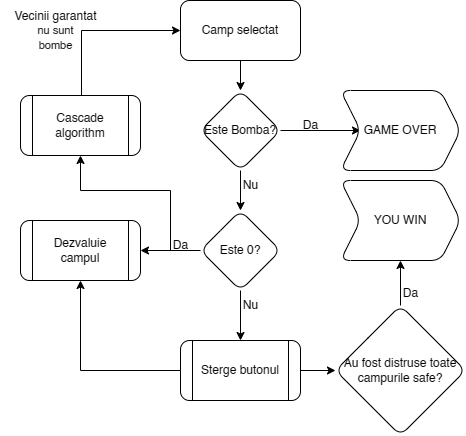 Vecinii garantat
nu sunt
bombe
Camp selectat
Cascade
algorithm
Este Bomba?
Da
GAME OVER
Nu
YOU WIN
Dezvaluie
campul
Da
Este 0?
Da
Nu
Sterge butonul
Au fost distruse toate
campurile safe?